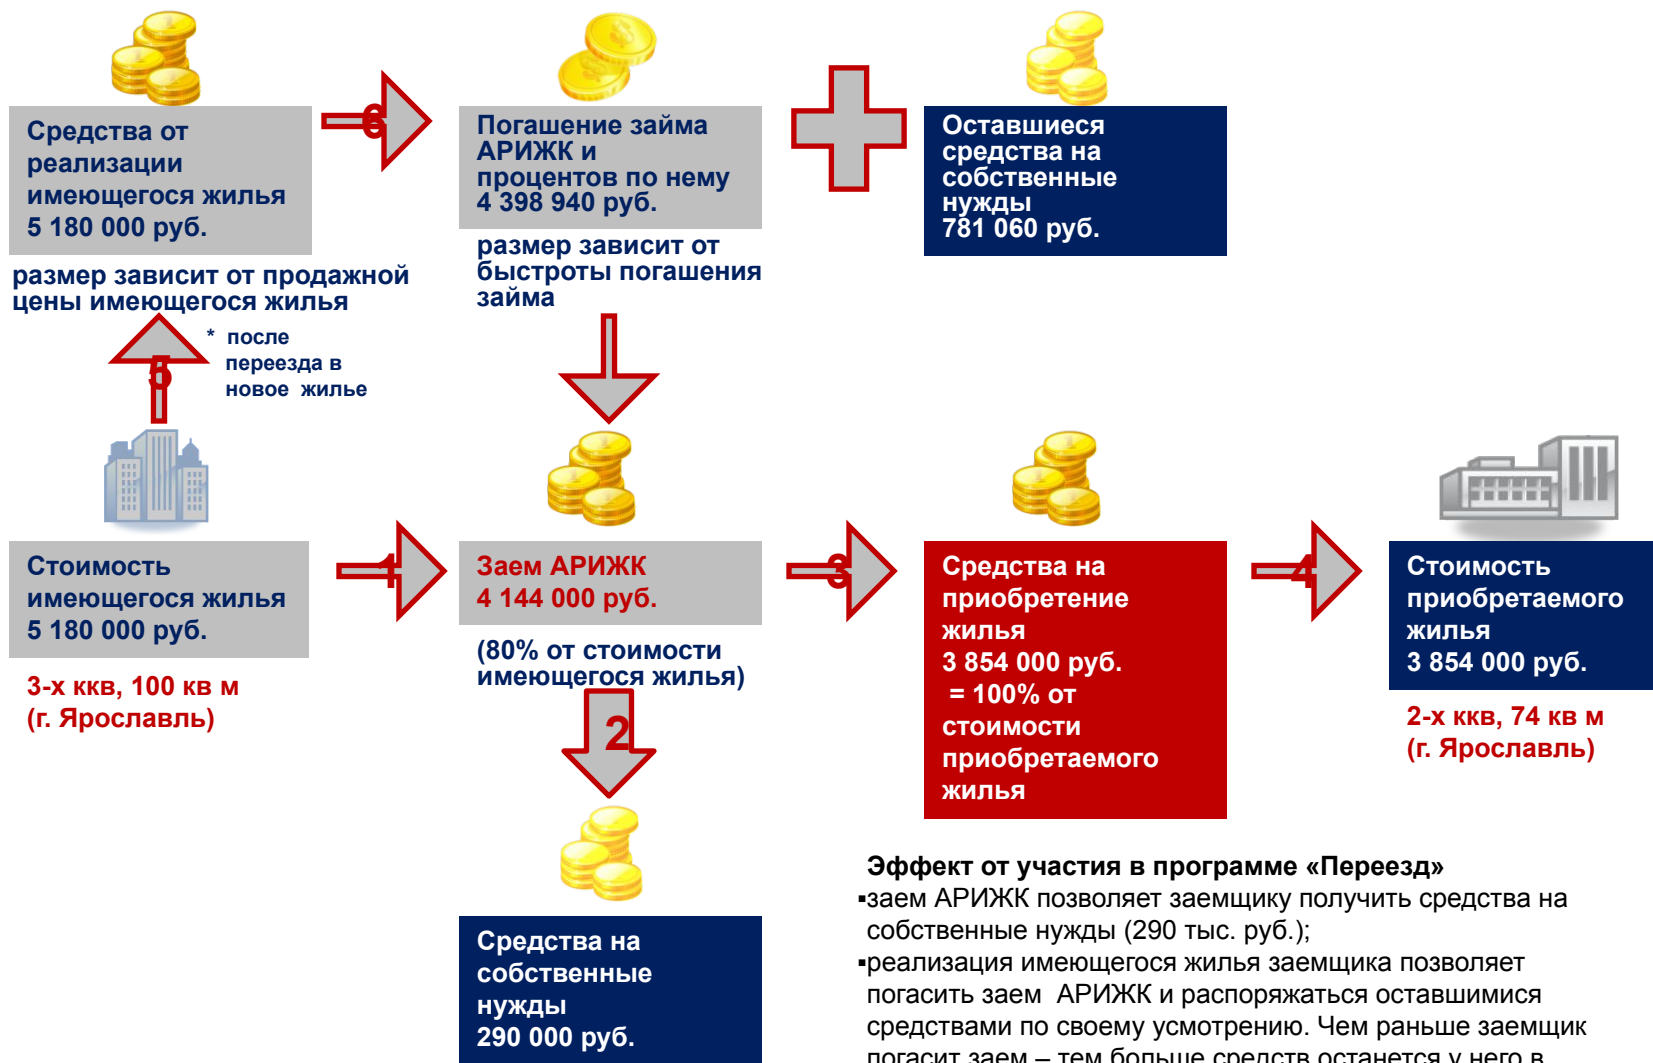 Средства от
реализации
имеющегося жилья
5 180 000 руб.
размер зависит от продажной
цены имеющегося жилья
6
Погашение займа
АРИЖК и
процентов по нему
4 398 940 руб.
размер зависит от
быстроты погашения
займа
Оставшиеся
средства на
собственные
нужды
781 060 руб.
5
* после
переезда в
новое жилье
Стоимость
имеющегося жилья
5 180 000 руб.
3-х ккв, 100 кв м
(г. Ярославль)
1
Заем АРИЖК
4 144 000 руб.
(80% от стоимости
имеющегося жилья)
2
3
Средства на
приобретение
жилья
3 854 000 руб.
= 100% от
стоимости
приобретаемого
жилья
4
Стоимость
приобретаемого
жилья
3 854 000 руб.
2-х ккв, 74 кв м
(г. Ярославль)
Средства на
собственные
нужды
290 000 руб.
Эффект от участия в программе «Переезд»
▪заем АРИЖК позволяет заемщику получить средства на
собственные нужды (290 тыс. руб.);
▪реализация имеющегося жилья заемщика позволяет
погасить заем АРИЖК и распоряжаться оставшимися
средствами по своему усмотрению. Чем раньше заемщик
погасит заем – тем больше средств останется у него в